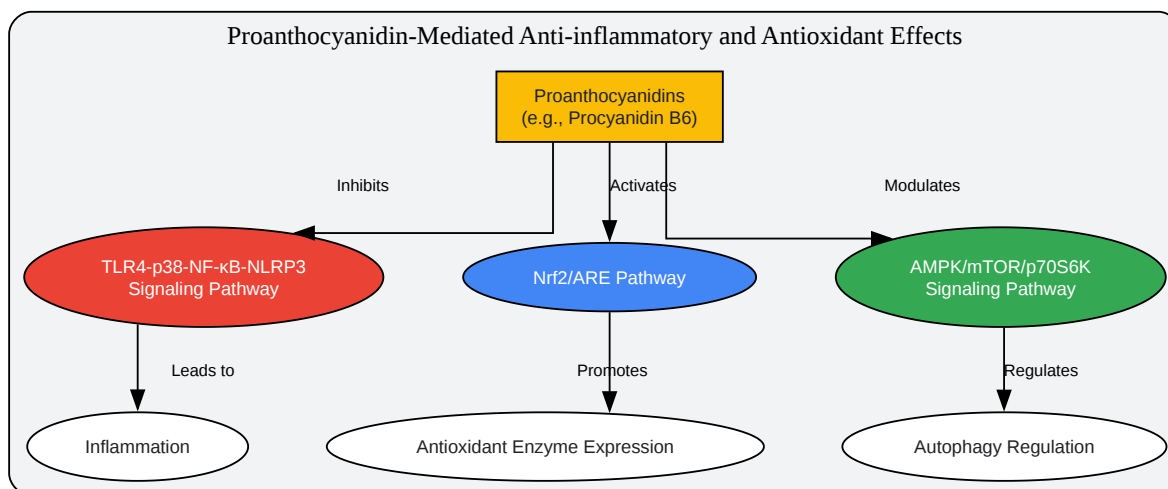 Proanthocyanidin-Mediated Anti-inflammatory and Antioxidant Effects
Proanthocyanidins
(e.g., Procyanidin B6)
Inhibits
Activates
Modulates
TLR4-p38-NF-κB-NLRP3
Signaling Pathway
Nrf2/ARE Pathway
AMPK/mTOR/p70S6K
Signaling Pathway
Leads to
Promotes
Regulates
Inflammation
Antioxidant Enzyme Expression
Autophagy Regulation